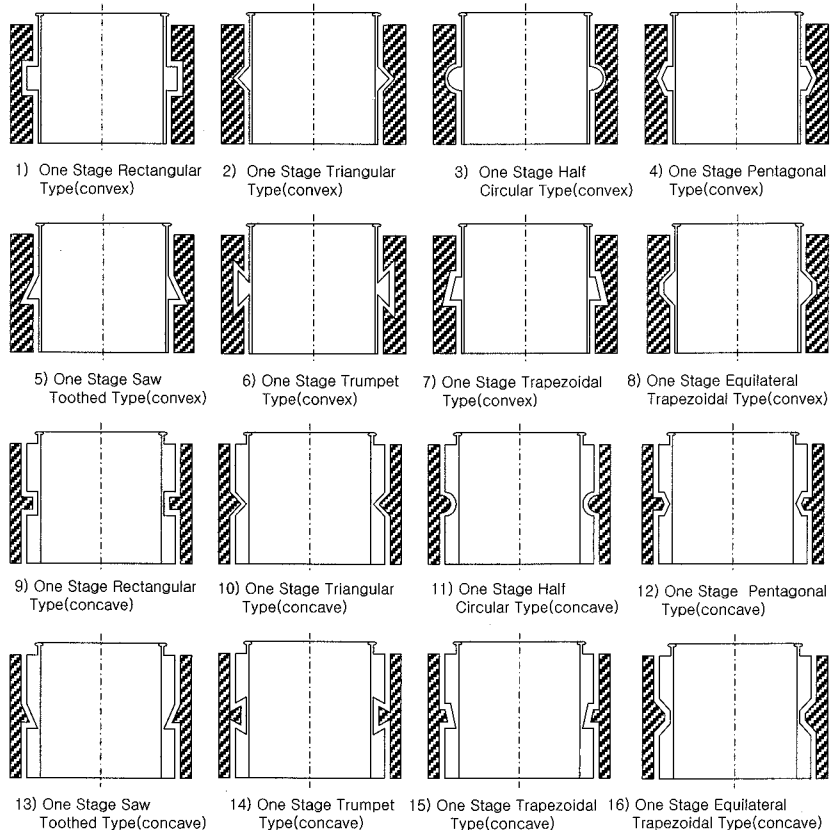 1) One Stage Rectangular
Type(convex)
2) One Stage Triangular
Type(convex)
3) One Stage Half
Circular Type(convex)
4) One Stage Pentagonal
Type(convex)
5) One Stage Saw
Toothed Type(convex)
6) One Stage Trumpet
Type(convex)
7) One Stage Trapezoidal
Type(convex)
8) One Stage Equilateral
Trapezoidal Type(convex)
9) One Stage Rectangular
Type(concave)
10) One Stage Triangular
Type(concave)
11) One Stage Half
Circular Type(concave)
12) One Stage Pentagonal
Type(concave)
13) One Stage Saw
Toothed Type(concave)
14) One Stage Trumpet
Type(concave)
15) One Stage Trapezoidal
Type(concave)
16) One Stage Equilateral
Trapezoidal Type(concave)